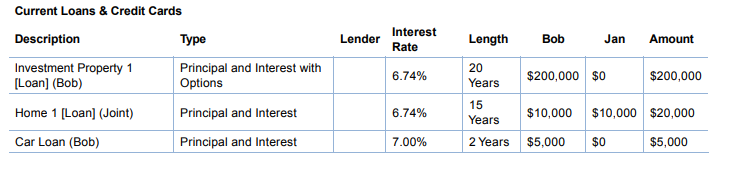 Current Loans & Credit Cards
Description Type Lender Interest Rate Length Bob Jan Amount
Investment Property 1 [Loan] (Bob) Principal and Interest with Options 6.74% 20 Years $200,000 $0 $200,000
Home 1 [Loan] (Joint) Principal and Interest 6.74% 15 Years $10,000 $10,000 $20,000
Car Loan (Bob) Principal and Interest 7.00% 2 Years $5,000 $0 $5,000